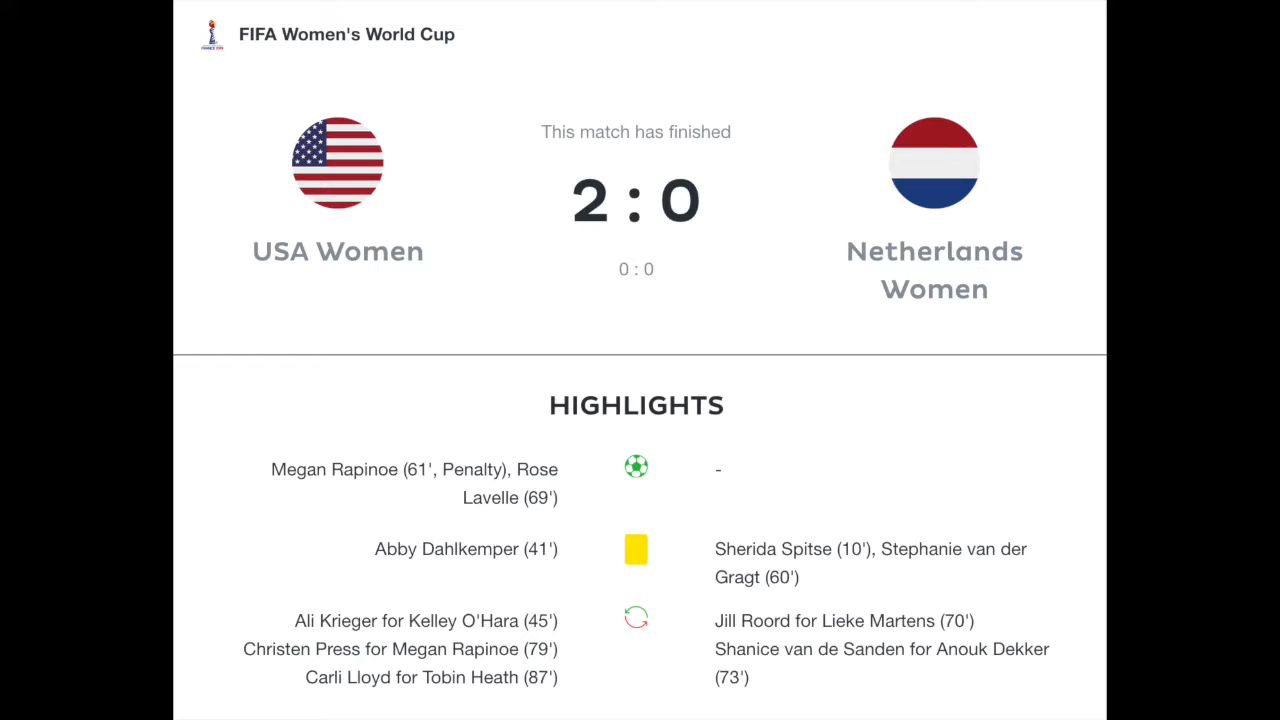 FIFA Women's World Cup
This match has finished
2 : 0
USA Women
Netherlands
Women
0 : 0
HIGHLIGHTS
Megan Rapinoe (61', Penalty), Rose
Lavelle (69')
-
Abby Dahlkemper (41')
Sherida Spitse (10'), Stephanie van der
Gragt (60')
Ali Krieger for Kelley O'Hara (45')
Christen Press for Megan Rapinoe (79')
Carli Lloyd for Tobin Heath (87')
Jill Roord for Lieke Martens (70')
Shanice van de Sanden for Anouk Dekker
(73')